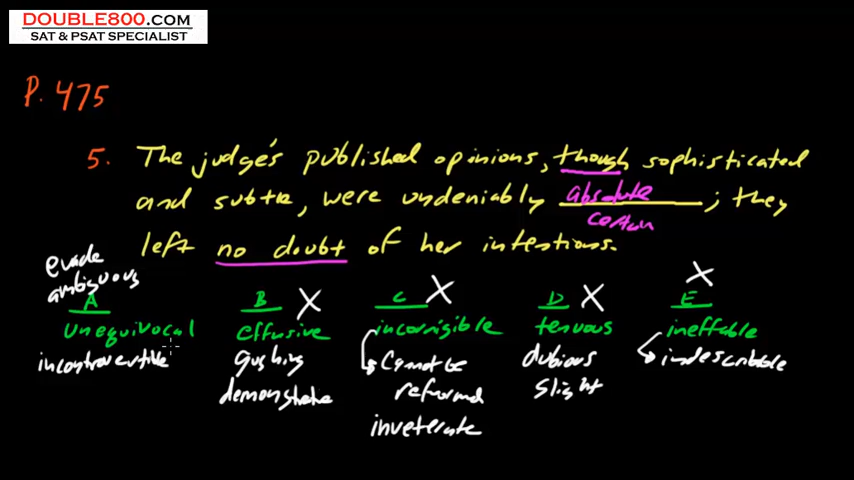 DOUBLE800.COM
SAT & PSAT SPECIALIST
P. 475
5. The judge's published opinions, though sophisticated
and subtle, were undeniably absolute ; they
certain
left no doubt of her intentions.
evade
ambiguous
A B X C X D X E X
unequivocal effusive incorrigible tenuous ineffable
incontrovertible gushing cannot be dubious indescribable
demonstrative reformed slight
inveterate